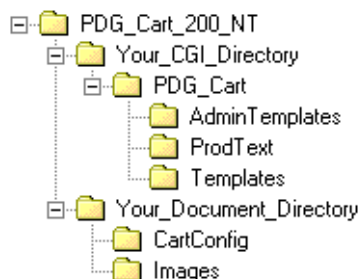 PDG_Cart_200_NT
Your_CGI_Directory
PDG_Cart
AdminTemplates
ProdText
Templates
Your_Document_Directory
CartConfig
Images